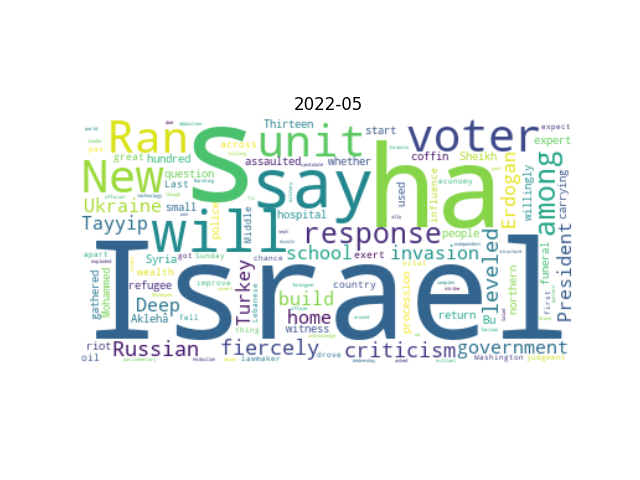 2022-05
Israel
s
ha
say
will
unit
voter
New
Ran
response
among
school
invasion
build
home
government
criticism
fiercely
Russian
Deep
Turkey
Tayyip
Ukraine
Erdogan
President
leveled
Bu
Thirteen
start
expect
expert
across
great
hundred
assaulted
whether
coffin
Sheikh
question
Last
used
influence
economy
willingly
carrying
small
police
Middle
hospital
people
funeral
first
northern
apart
Syria
got
Sunday
chance
exert
procession
gathered
Mohammed
wealth
refugee
improve
Lebanese
country
witness
return
Akleha
fall
thing
riot
oil
drove
Lawmaker
Washington
judgment